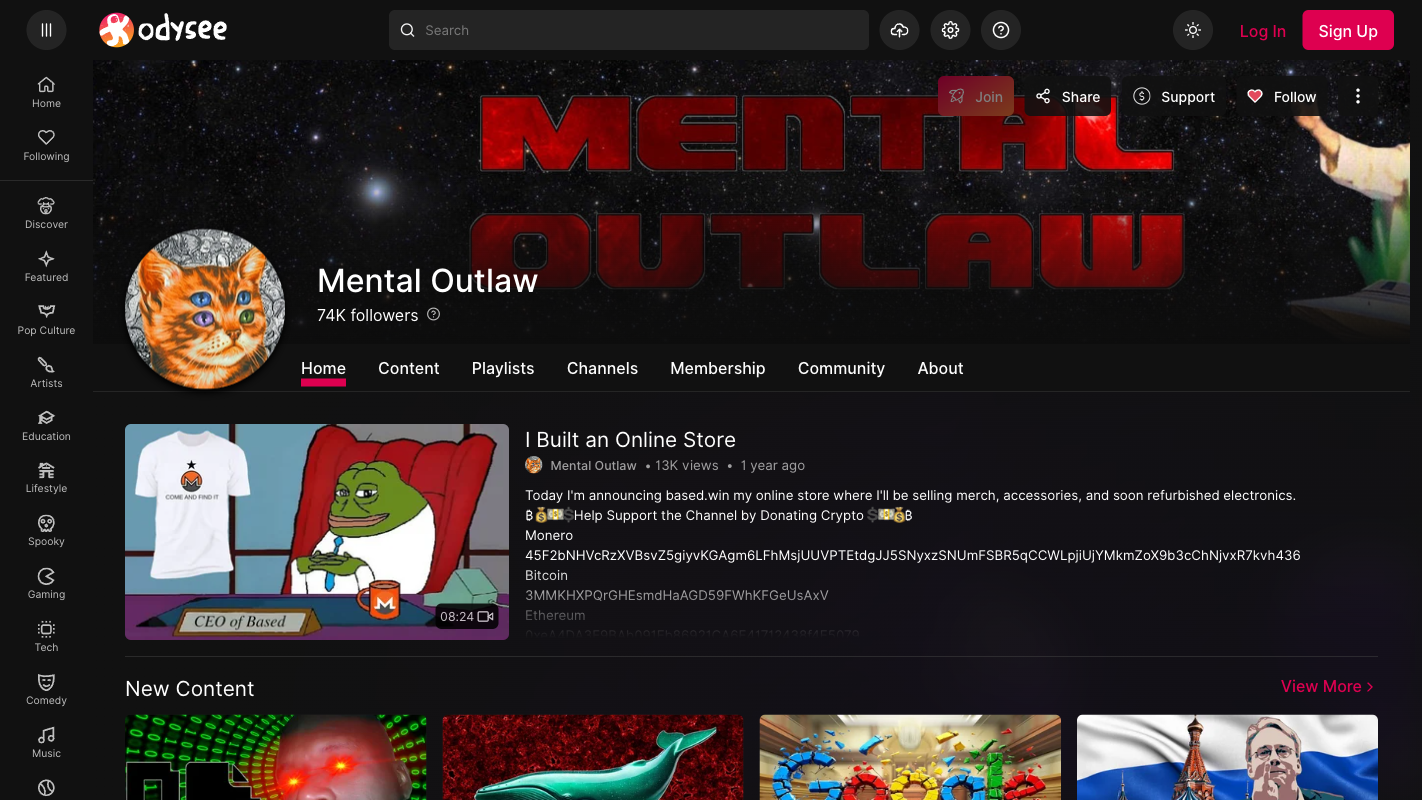 odysee
Search
Log In
Sign Up
Home
Following
Discover
Featured
Pop Culture
Artists
Education
Lifestyle
Spooky
Gaming
Tech
Comedy
Music
MENTAL
OUTLAW
Join
Share
Support
Follow
Mental Outlaw
74K followers
Home
Content
Playlists
Channels
Membership
Community
About
COME AND FIND IT
CEO of Based
08:24
I Built an Online Store
Mental Outlaw • 13K views • 1 year ago
Today I'm announcing based.win my online store where I'll be selling merch, accessories, and soon refurbished electronics.
₿💰💵💲Help Support the Channel by Donating Crypto 💲💵💰₿
Monero
45F2bNHVcRzXVBsvZ5giyvKGAgm6LFhMsjUUVPTEtdgJJ5SNyxzSNUmFSBR5qCCWLpjiUjYMkmZoX9b3cChNjvxR7kvh436
Bitcoin
3MMKHXPQrGHEsmdHaAGD59FWhKFGeUsAxV
Ethereum
New Content
View More
Google